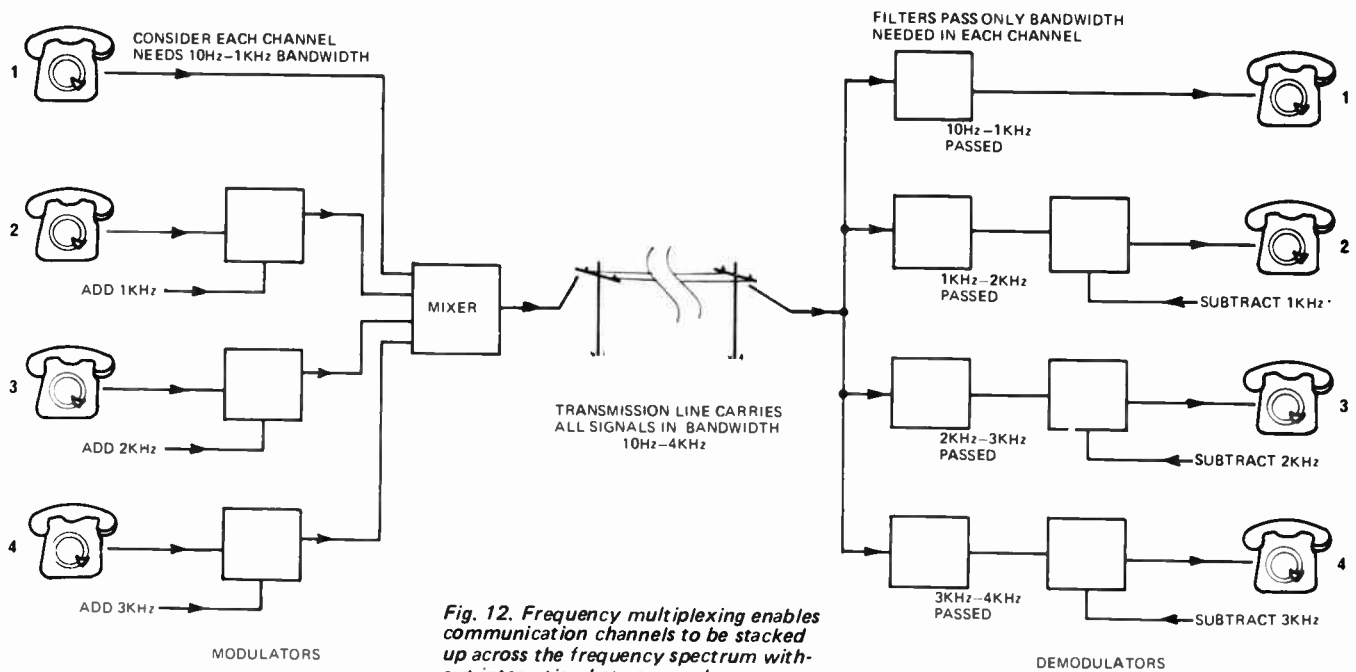 CONSIDER EACH CHANNEL
NEEDS 10Hz–1KHz BANDWIDTH
1
2
ADD 1KHz
3
ADD 2KHz
4
ADD 3KHz
MODULATORS
MIXER
TRANSMISSION LINE CARRIES
ALL SIGNALS IN BANDWIDTH
10Hz–4KHz
Fig. 12. Frequency multiplexing enables
communication channels to be stacked
up across the frequency spectrum with-
FILTERS PASS ONLY BANDWIDTH
NEEDED IN EACH CHANNEL
10Hz–1KHz
PASSED
1
1KHz–2KHz
PASSED
SUBTRACT 1KHz
2
2KHz–3KHz
PASSED
SUBTRACT 2KHz
3
3KHz–4KHz
PASSED
SUBTRACT 3KHz
4
DEMODULATORS